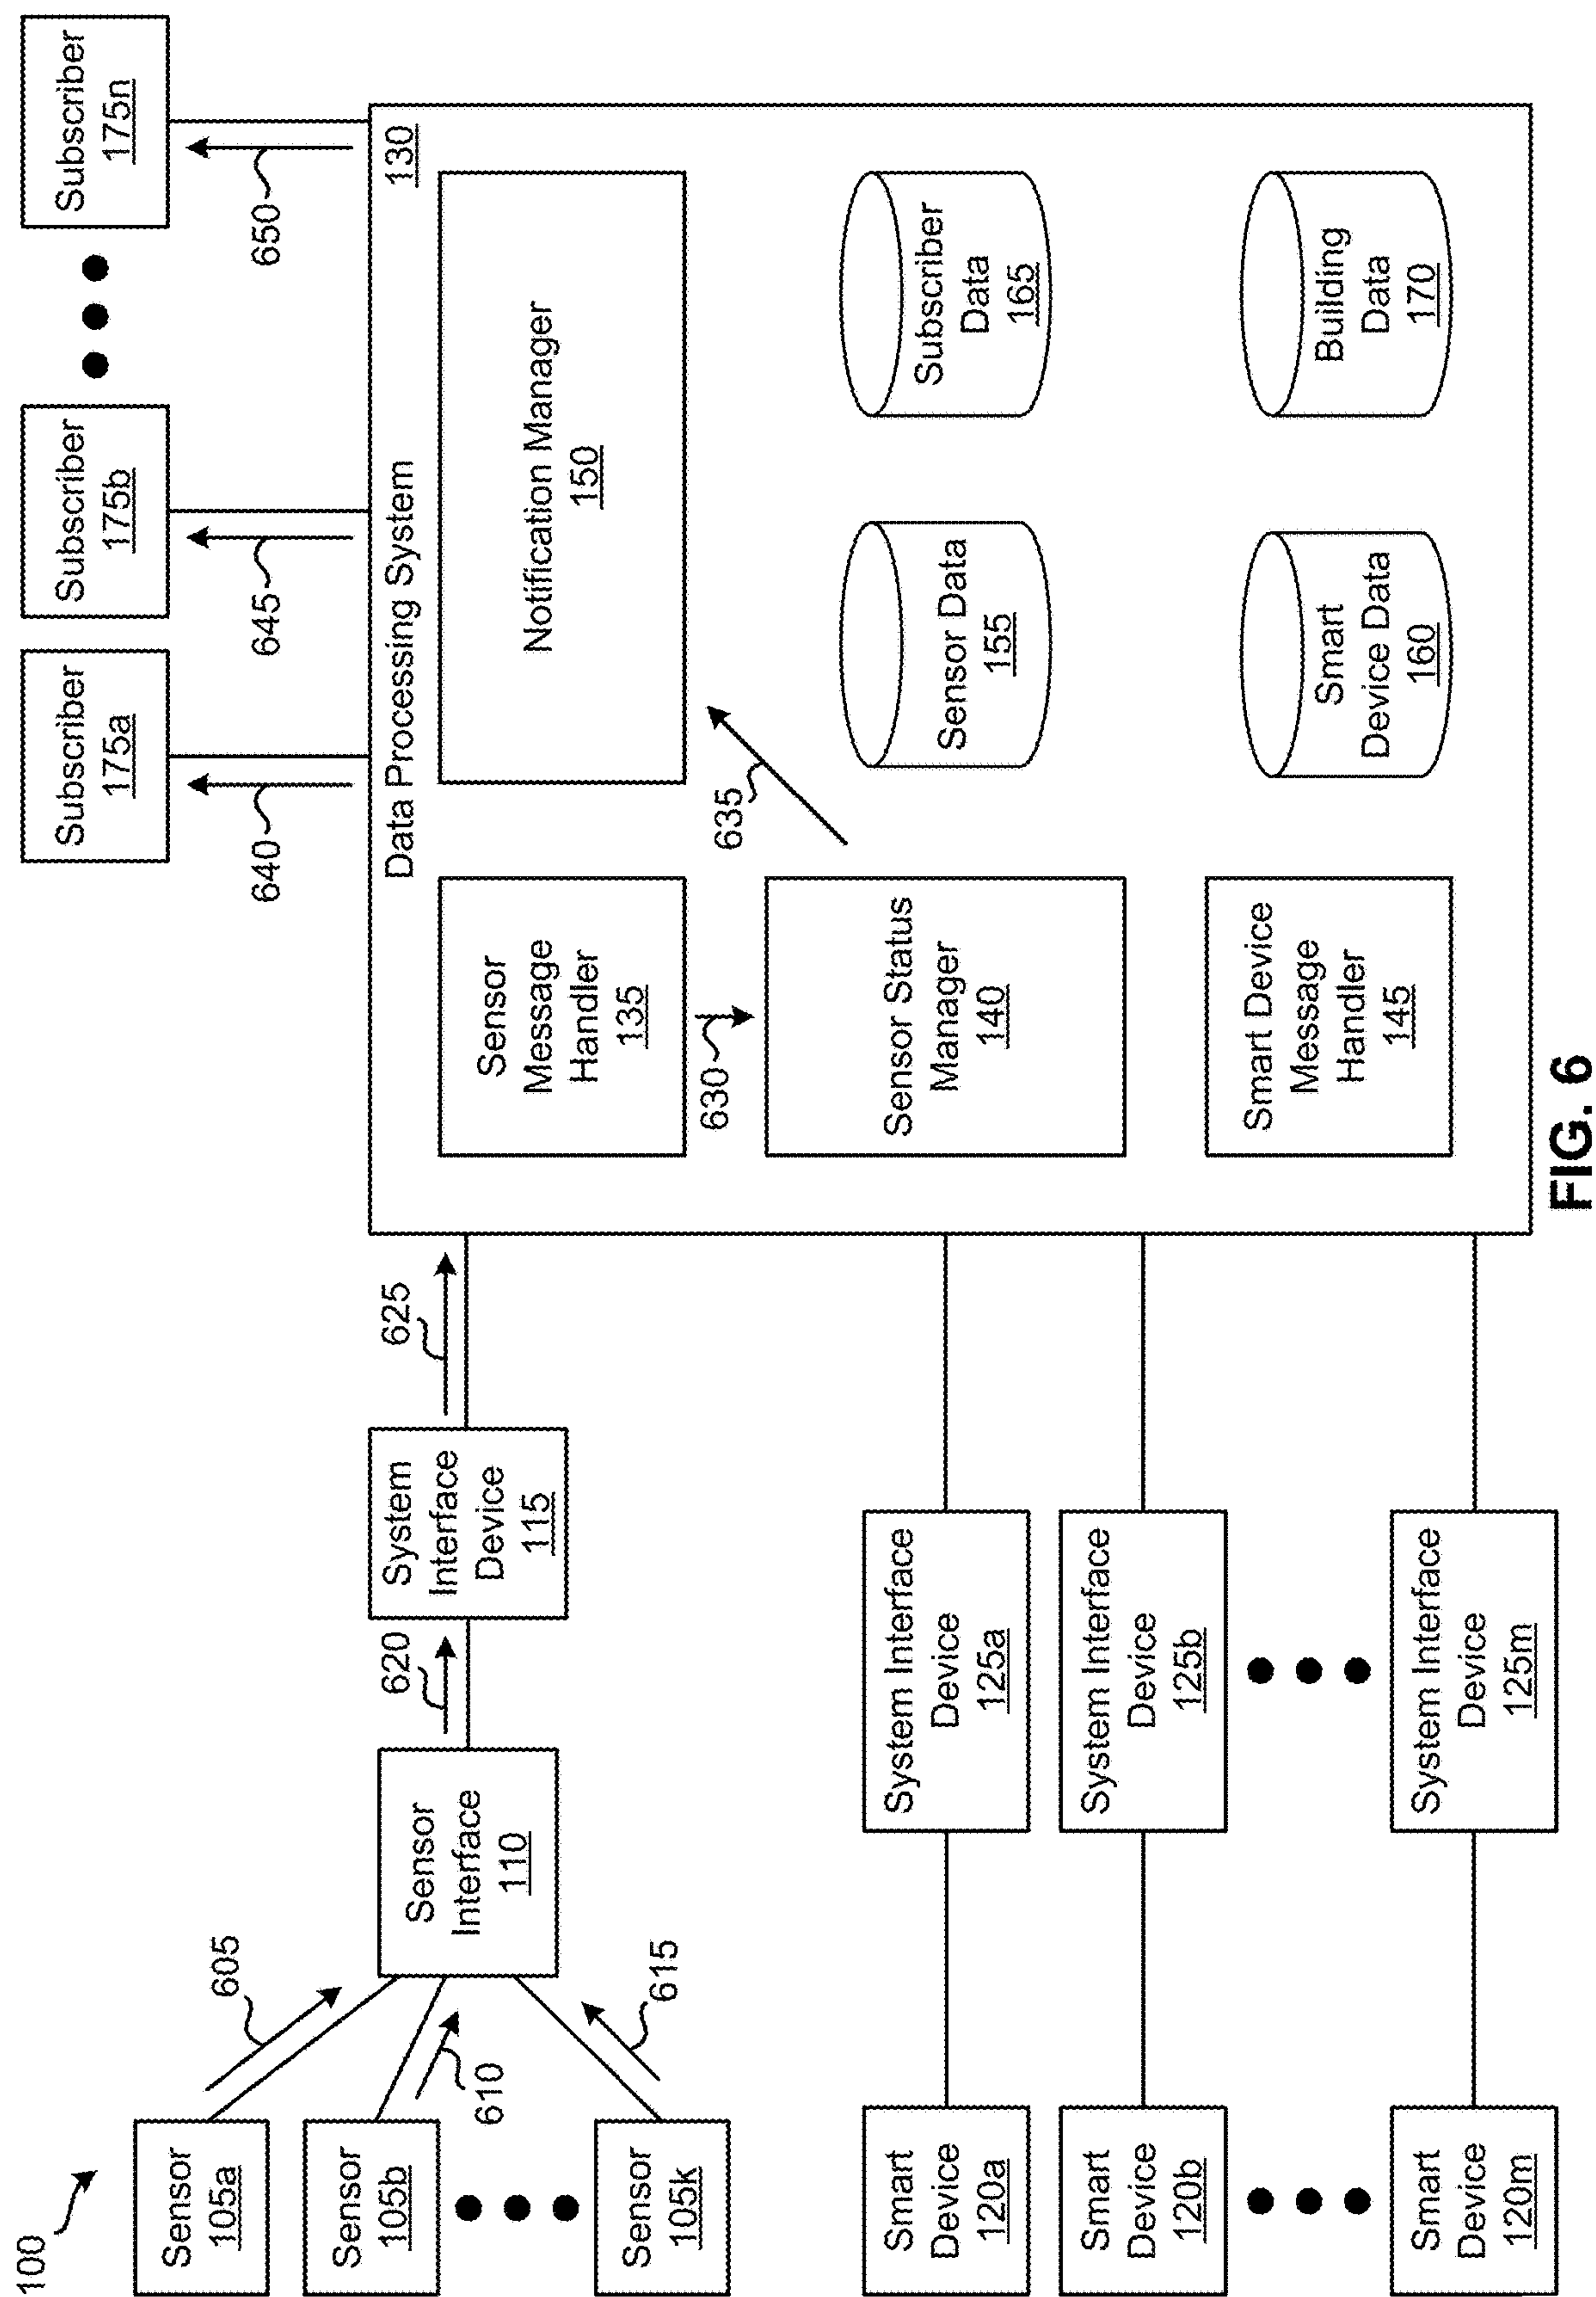 100
Sensor
105a
Sensor
105b
Sensor
105k
605
610
615
Sensor
Interface
110
620
System
Interface
Device
115
625
Smart
Device
120a
Smart
Device
120b
Smart
Device
120m
System Interface
Device
125a
System Interface
Device
125b
System Interface
Device
125m
Subscriber
175a
Subscriber
175b
Subscriber
175n
640
645
650
Data Processing System
130
Sensor
Message
Handler
135
630
Sensor Status
Manager
140
Smart Device
Message
Handler
145
635
Notification Manager
150
Sensor Data
155
Subscriber
Data
165
Smart
Device Data
160
Building
Data
170
FIG. 6